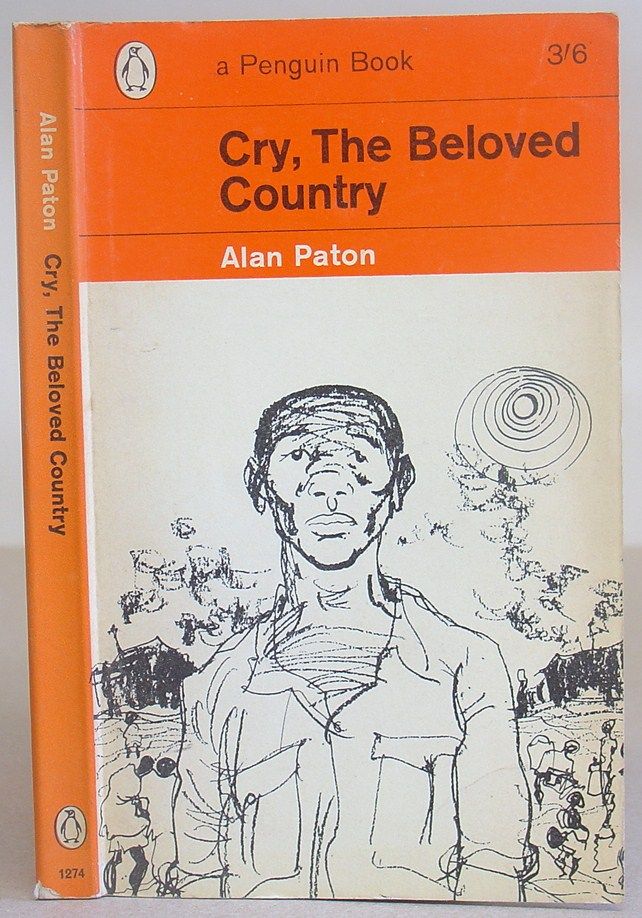 a Penguin Book
3/6
Cry, The Beloved
Country
Alan Paton
Alan Paton Cry, The Beloved Country
1274